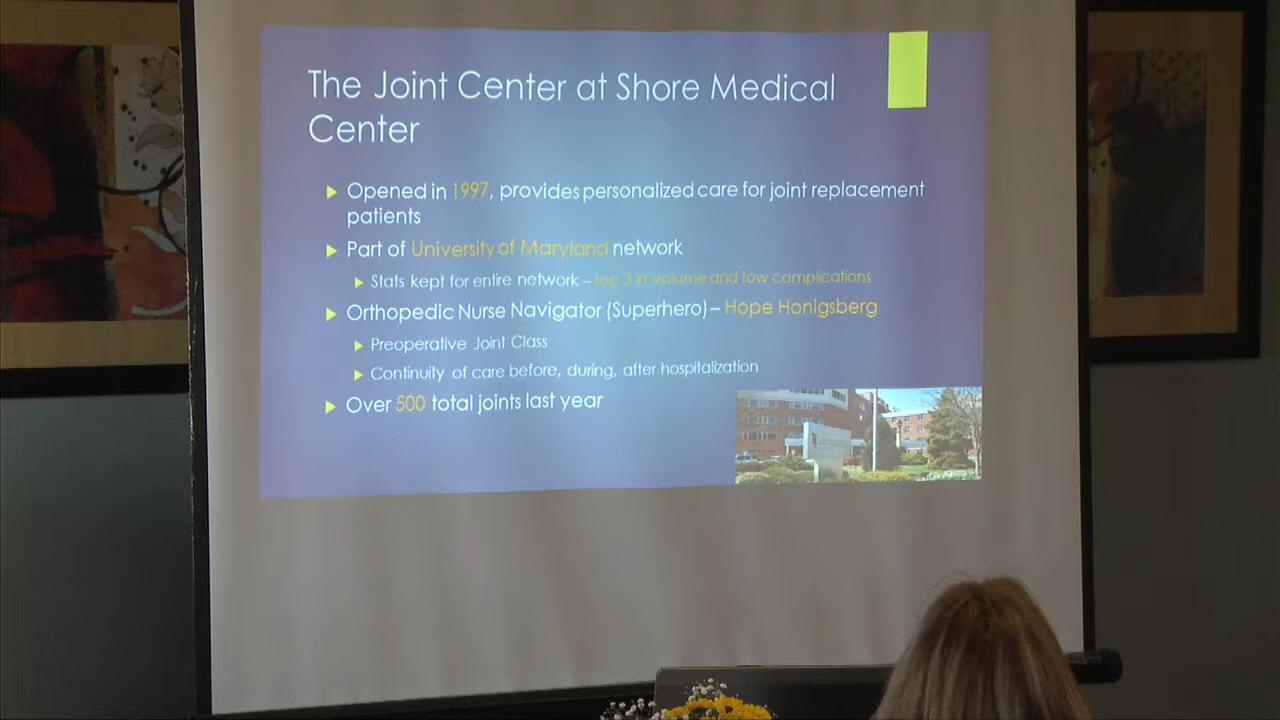 The Joint Center at Shore Medical
Center
Opened in 1997, provides personalized care for joint replacement
patients
Part of University of Maryland network
Stats kept for entire network – top 3 in volume and low complications
Orthopedic Nurse Navigator (Superhero) – Hope Honigsberg
Preoperative Joint Class
Continuity of care before, during, after hospitalization
Over 500 total joints last year